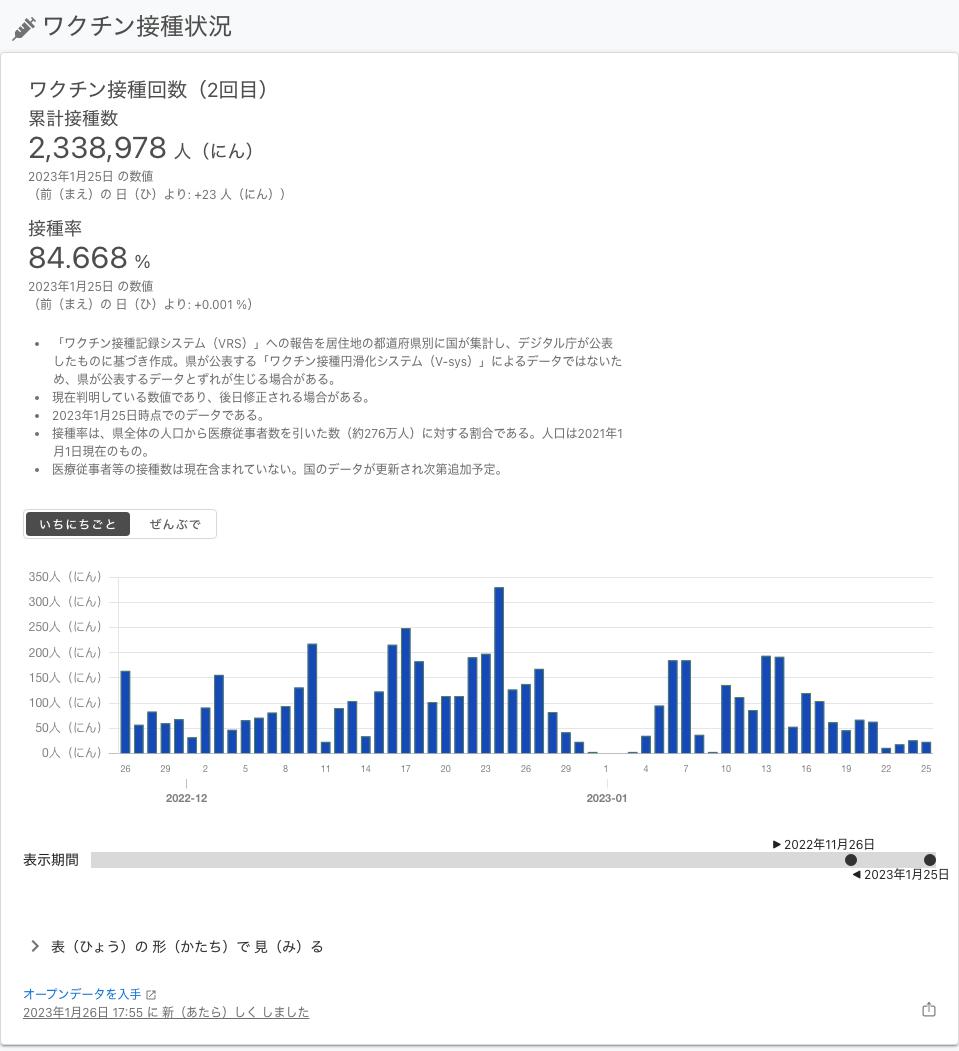 ワクチン接種状況
ワクチン接種回数（2回目）
累計接種数
2,338,978 人（にん）
2023年1月25日 の数値
（前（まえ）の 日（ひ）より: +23 人（にん））
接種率
84.668 %
2023年1月25日 の数値
（前（まえ）の 日（ひ）より: +0.001 %）
• 「ワクチン接種記録システム（VRS）」への報告を居住地の都道府県別に国が集計し、デジタル庁が公表
したものに基づき作成。県が公表する「ワクチン接種円滑化システム（V-sys）」によるデータではないた
め、県が公表するデータとずれが生じる場合がある。
• 現在判明している数値であり、後日修正される場合がある。
• 2023年1月25日時点でのデータである。
• 接種率は、県全体の人口から医療従事者数を引いた数（約276万人）に対する割合である。人口は2021年1
月1日現在のもの。
• 医療従事者等の接種数は現在含まれていない。国のデータが更新され次第追加予定。
いちにちごと ぜんぶで
350人（にん）
300人（にん）
250人（にん）
200人（にん）
150人（にん）
100人（にん）
50人（にん）
0人（にん）
26 29 2 5 8 11 14 17 20 23 26 29 1 4 7 10 13 16 19 22 25
2022-12 2023-01
▶ 2022年11月26日
表示期間
◀ 2023年1月25日
表（ひょう）の 形（かたち）で 見（み）る
オープンデータを入手
2023年1月26日 17:55 に 新（あたら）しく しました